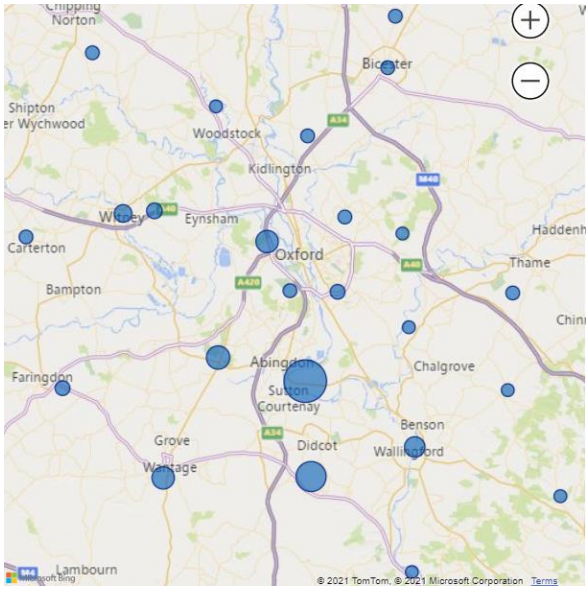 Chipping
Norton
Bicester
A34
Shipton
er Wychwood
Woodstock
Kidlington
M40
Witney
A40
Eynsham
Haddenh
Carterton
Oxford
A40
Thame
A420
Bampton
Chinn
Abingdon
Chalgrove
Faringdon
Sutton
Courtenay
Benson
A34
Grove
Didcot
Wallingford
Wantage
M4
Lambourn
Microsoft Bing
© 2021 TomTom, © 2021 Microsoft Corporation Terms